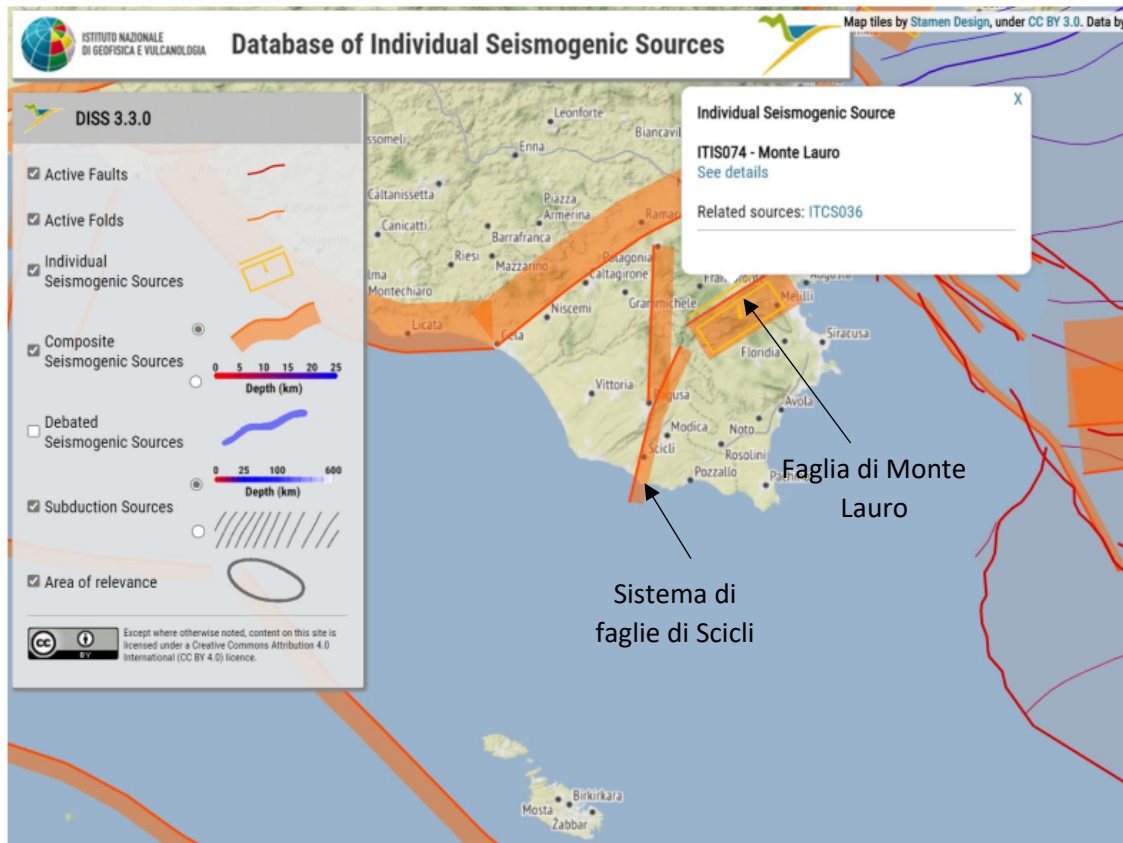 ISTITUTO NAZIONALE
DI GEOFISICA E VULCANOLOGIA
Database of Individual Seismogenic Sources
Map tiles by Stamen Design, under CC BY 3.0. Data by
DISS 3.3.0
Active Faults
Active Folds
Individual
Seismogenic Sources
Composite
Seismogenic Sources
0 5 10 15 20 25
Depth (km)
Debated
Seismogenic Sources
0 25 100 600
Depth (km)
Subduction Sources
Area of relevance
CC BY
Except where otherwise noted, content on this site is
licensed under a Creative Commons Attribution 4.0
International (CC BY 4.0) licence.
X
Individual Seismogenic Source
ITIS074 - Monte Lauro
See details
Related sources: ITCS036
Leonforte
Biancavil
ssomeli
Enna
Caltanissetta
Piazza
Armerina
Canicatti
Barrafranca
Riesi
Mazzarino
Montechiaro
Caltagirone
Grammichele
Niscemi
Licata
Gela
Melilli
Siracusa
Floridia
Vittoria
Ragusa
Avola
Modica
Noto
Scicli
Rosolini
Pozzallo
Faglia di Monte
Lauro
Sistema di
faglie di Scicli
Birkirkara
Mosta
Żabbar